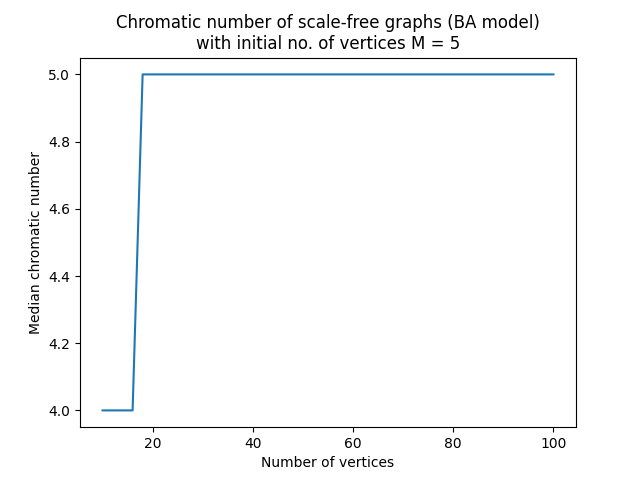 Chromatic number of scale-free graphs (BA model)
with initial no. of vertices M = 5
5.0
4.8
4.6
4.4
4.2
4.0
Median chromatic number
20 40 60 80 100
Number of vertices